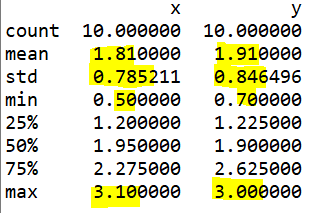 x y
count 10.000000 10.000000
mean 1.810000 1.910000
std 0.785211 0.846496
min 0.500000 0.700000
25% 1.200000 1.225000
50% 1.950000 1.900000
75% 2.275000 2.625000
max 3.100000 3.000000